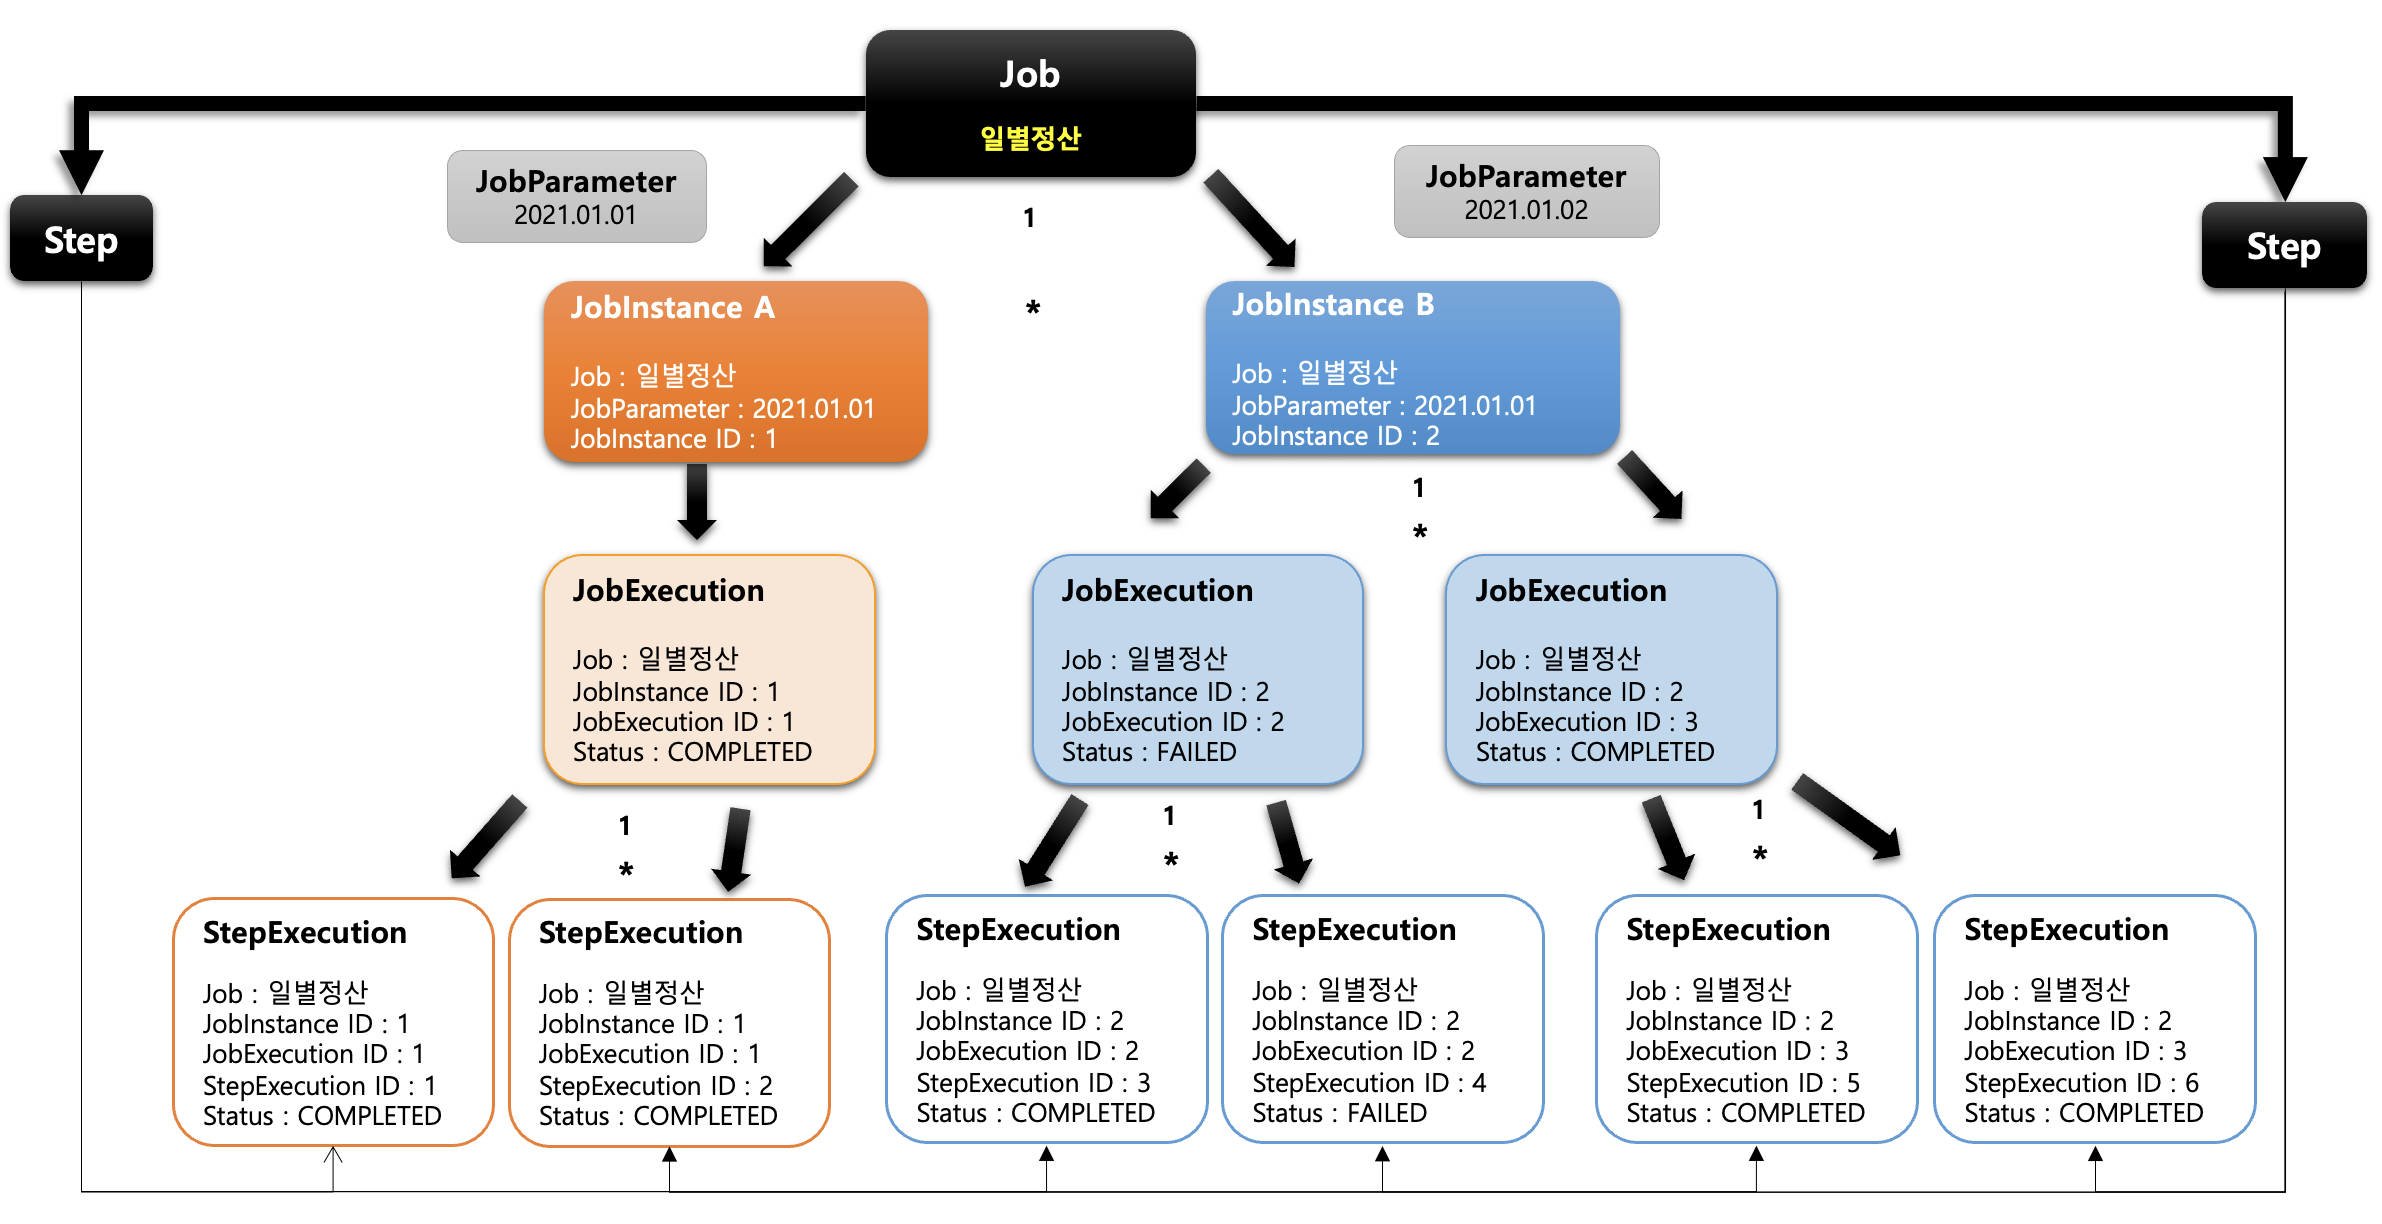 Job
일별정산
JobParameter
2021.01.01
JobParameter
2021.01.02
Step
Step
1
*
JobInstance A
Job : 일별정산
JobParameter : 2021.01.01
JobInstance ID : 1
JobInstance B
Job : 일별정산
JobParameter : 2021.01.01
JobInstance ID : 2
1
*
JobExecution
Job : 일별정산
JobInstance ID : 1
JobExecution ID : 1
Status : COMPLETED
JobExecution
Job : 일별정산
JobInstance ID : 2
JobExecution ID : 2
Status : FAILED
JobExecution
Job : 일별정산
JobInstance ID : 2
JobExecution ID : 3
Status : COMPLETED
1
*
1
*
1
*
StepExecution
Job : 일별정산
JobInstance ID : 1
JobExecution ID : 1
StepExecution ID : 1
Status : COMPLETED
StepExecution
Job : 일별정산
JobInstance ID : 1
JobExecution ID : 1
StepExecution ID : 2
Status : COMPLETED
StepExecution
Job : 일별정산
JobInstance ID : 2
JobExecution ID : 2
StepExecution ID : 3
Status : COMPLETED
StepExecution
Job : 일별정산
JobInstance ID : 2
JobExecution ID : 2
StepExecution ID : 4
Status : FAILED
StepExecution
Job : 일별정산
JobInstance ID : 2
JobExecution ID : 3
StepExecution ID : 5
Status : COMPLETED
StepExecution
Job : 일별정산
JobInstance ID : 2
JobExecution ID : 3
StepExecution ID : 6
Status : COMPLETED